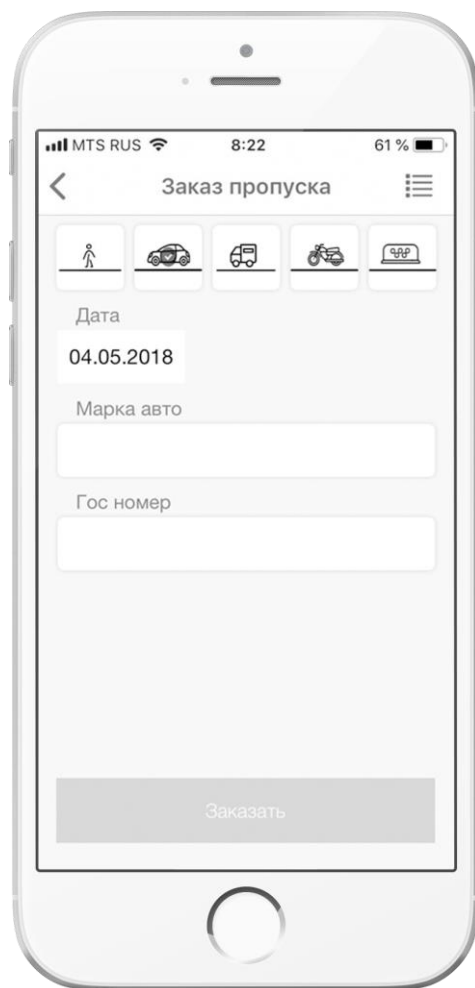 MTS RUS 8:22 61 %
Заказ пропуска
Дата
04.05.2018
Марка авто
Гос номер
Заказать